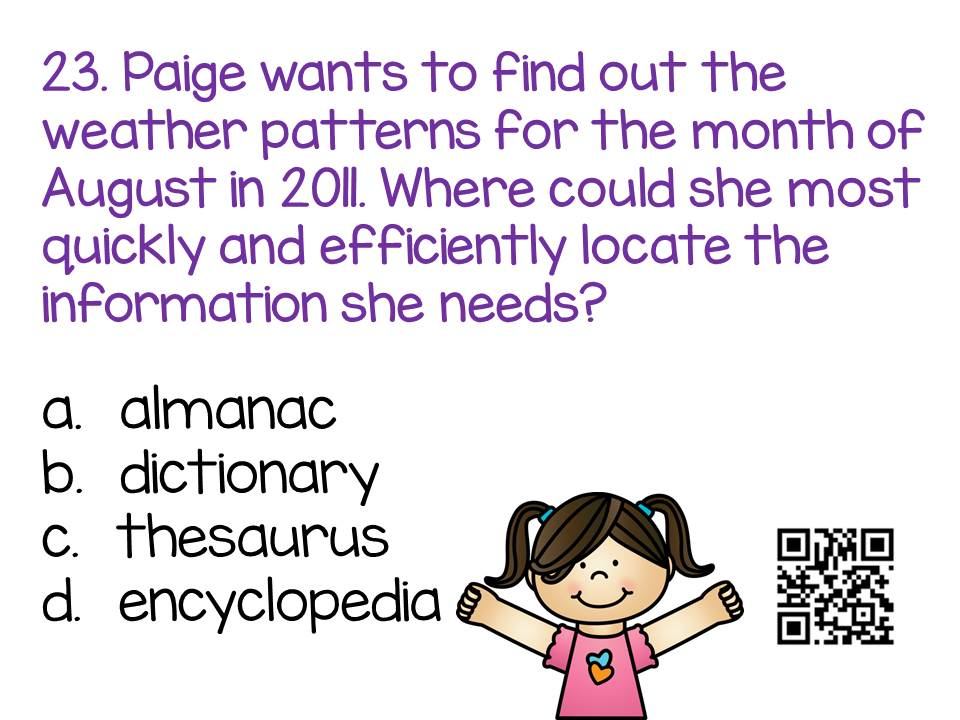 23. Paige wants to find out the
weather patterns for the month of
August in 2011. Where could she most
quickly and efficiently locate the
information she needs?
a. almanac
b. dictionary
c. thesaurus
d. encyclopedia